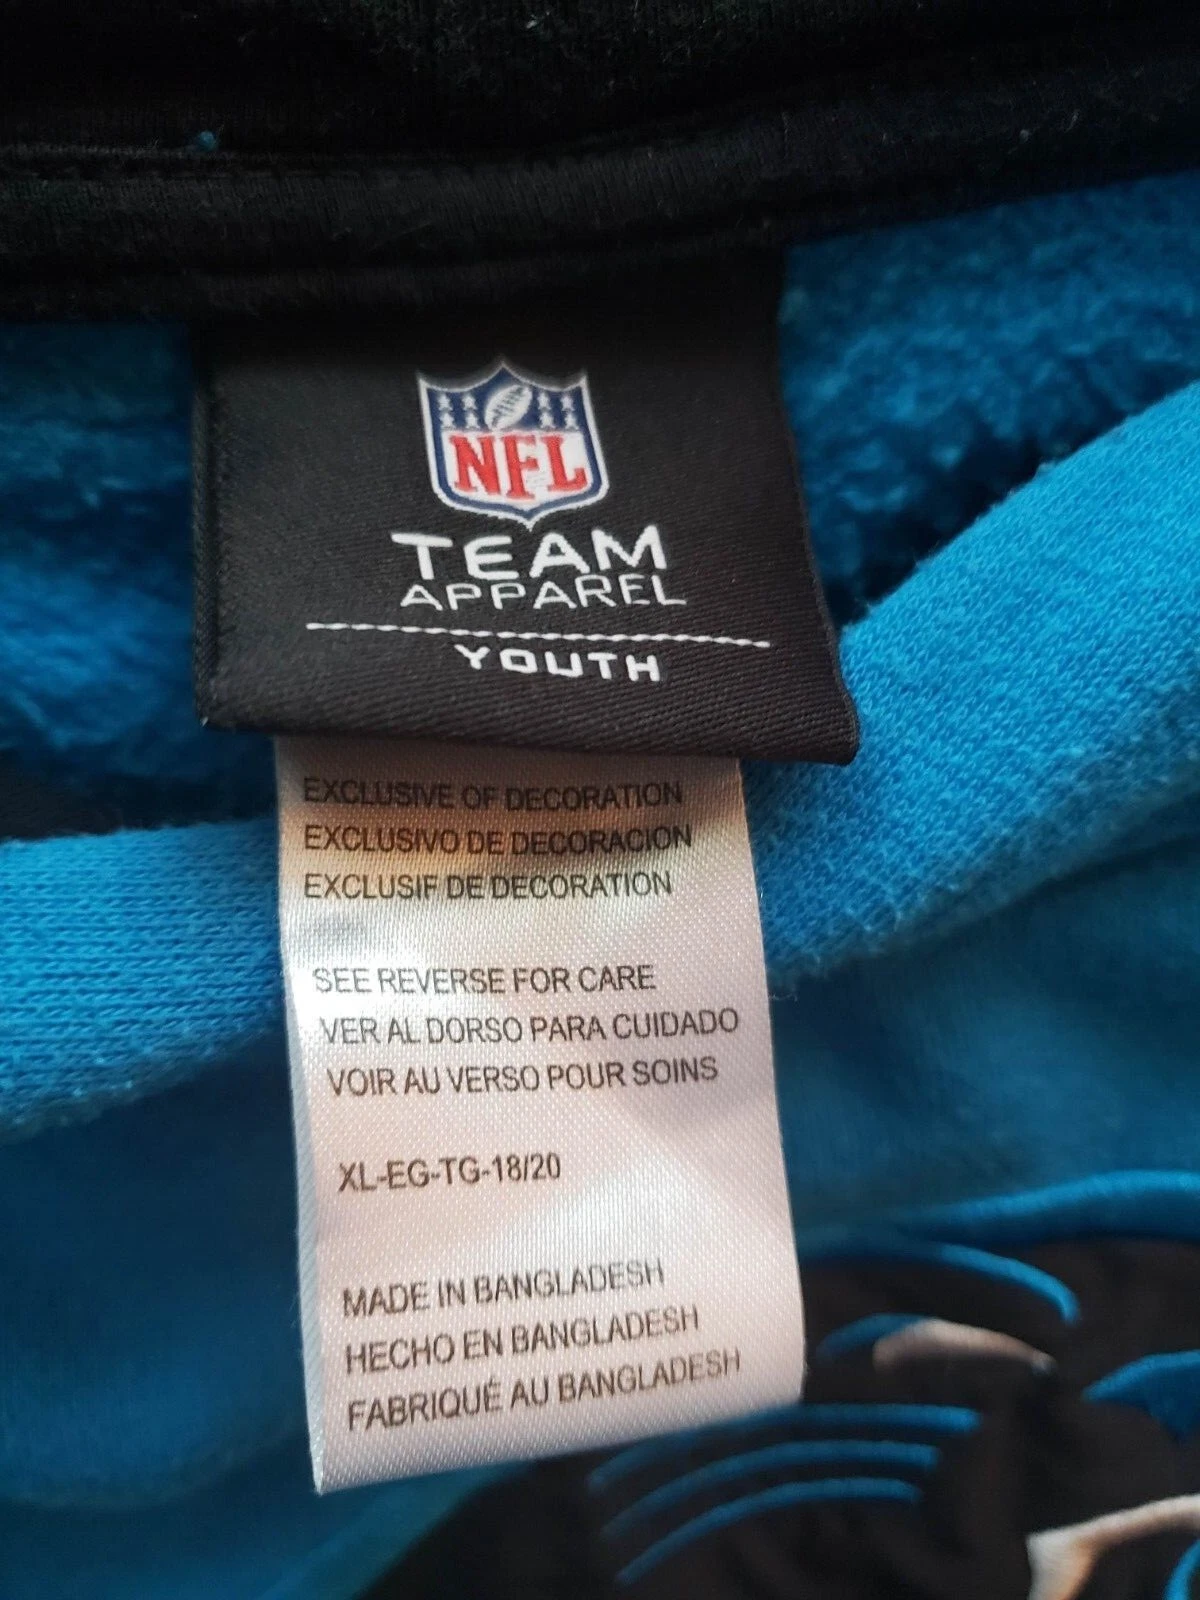 NFL
TEAM
APPAREL
YOUTH
EXCLUSIVE OF DECORATION
EXCLUSIVO DE DECORACION
EXCLUSIF DE DECORATION
SEE REVERSE FOR CARE
VER AL DORSO PARA CUIDADO
VOIR AU VERSO POUR SOINS
XL-EG-TG-18/20
MADE IN BANGLADESH
HECHO EN BANGLADESH
FABRIQUÉ AU BANGLADESH